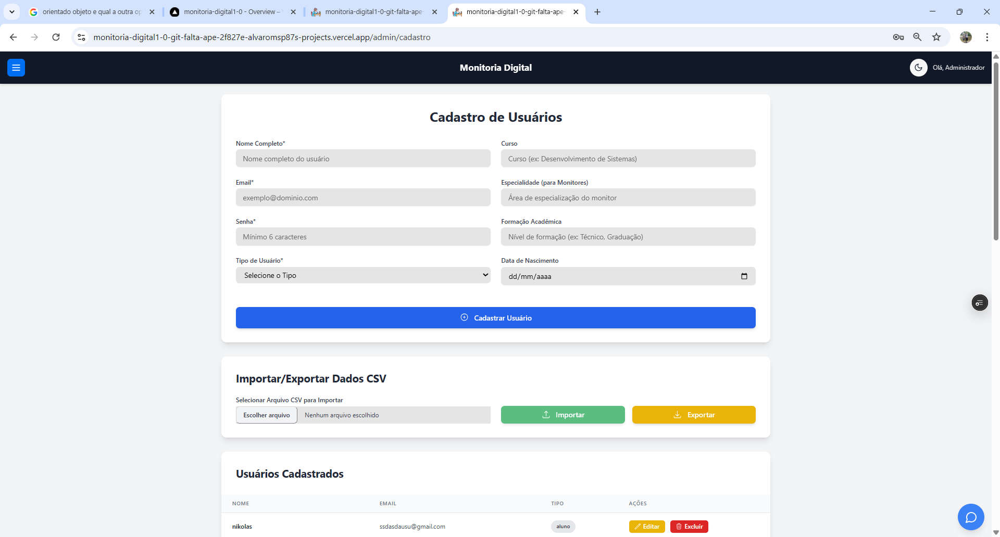 orientado objeto e qual a outra op
monitoria-digital1-0 - Overview –
monitoria-digital1-0-git-falta-ape-
monitoria-digital1-0-git-falta-ape-
monitoria-digital1-0-git-falta-ape-2f827e-alvaromsp87s-projects.vercel.app/admin/cadastro
Monitoria Digital
Olá, Administrador
Cadastro de Usuários
Nome Completo*
Curso
Nome completo do usuário
Curso (ex: Desenvolvimento de Sistemas)
Email*
Especialidade (para Monitores)
exemplo@dominio.com
Área de especialização do monitor
Senha*
Formação Acadêmica
Mínimo 6 caracteres
Nível de formação (ex: Técnico, Graduação)
Tipo de Usuário*
Data de Nascimento
Selecione o Tipo
dd/mm/aaaa
Cadastrar Usuário
Importar/Exportar Dados CSV
Selecionar Arquivo CSV para Importar
Escolher arquivo
Nenhum arquivo escolhido
Importar
Exportar
Usuários Cadastrados
NOME
EMAIL
TIPO
AÇÕES
nikolas
ssdasdausu@gmail.com
aluno
Editar
Excluir